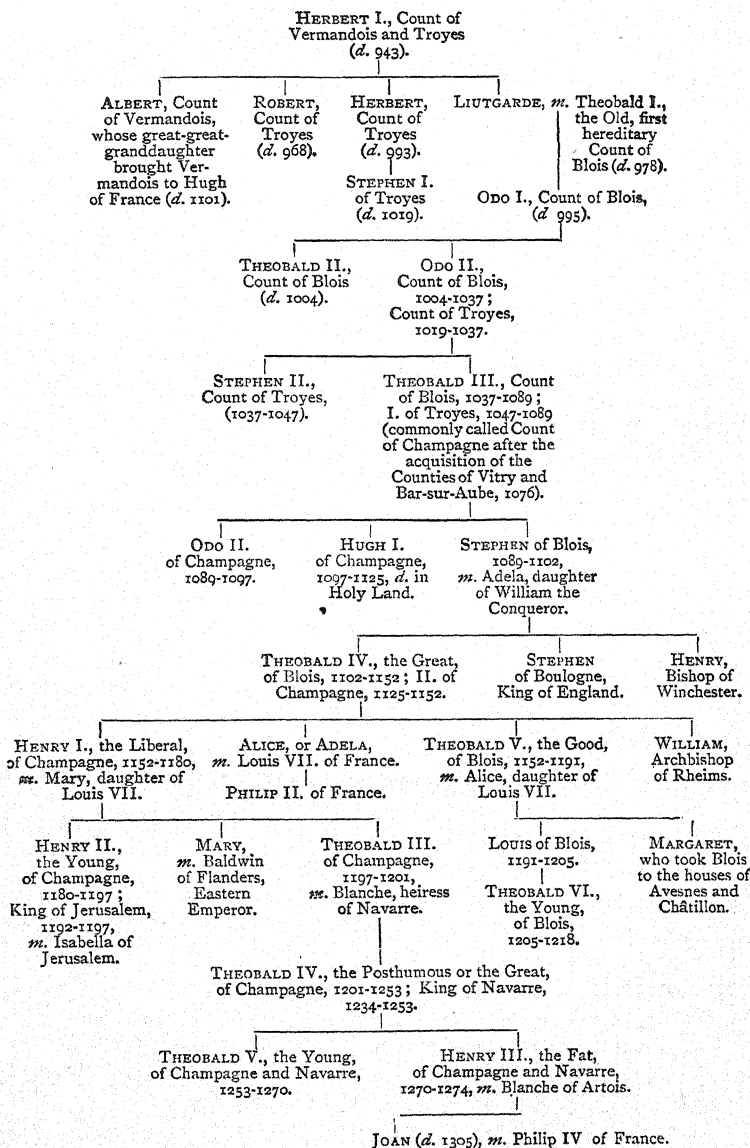 HERBERT I., Count of
Vermandois and Troyes
(d. 943).
ALBERT, Count
of Vermandois,
whose great-great-
granddaughter
brought Ver-
mandois to Hugh
of France (d. 1101).
ROBERT,
Count of
Troyes
(d. 968).
HERBERT,
Count of
Troyes
(d. 993).
STEPHEN I.
of Troyes
(d. 1019).
LIUTGARDE, m. Theobald I.,
the Old, first
hereditary
Count of
Blois (d. 978).
ODO I., Count of Blois,
(d 995).
THEOBALD II.,
Count of Blois
(d. 1004).
ODO II.,
Count of Blois,
1004-1037 ;
Count of Troyes,
1019-1037.
STEPHEN II.,
Count of Troyes,
(1037-1047).
THEOBALD III., Count
of Blois, 1037-1089 ;
I. of Troyes, 1047-1089
(commonly called Count
of Champagne after the
acquisition of the
Counties of Vitry and
Bar-sur-Aube, 1076).
ODO II.
of Champagne,
1089-1097.
HUGH I.
of Champagne,
1097-1125, d. in
Holy Land.
STEPHEN of Blois,
1089-1102,
m. Adela, daughter
of William the
Conqueror.
THEOBALD IV., the Great,
of Blois, 1102-1152 ; II. of
Champagne, 1125-1152.
STEPHEN
of Boulogne,
King of England.
HENRY,
Bishop of
Winchester.
HENRY I., the Liberal,
of Champagne, 1152-1180,
m. Mary, daughter of
Louis VII.
ALICE, or ADELA,
m. Louis VII. of France.
PHILIP II. of France.
THEOBALD V., the Good,
of Blois, 1152-1191,
m. Alice, daughter of
Louis VII.
WILLIAM,
Archbishop
of Rheims.
HENRY II.,
the Young,
of Champagne,
1180-1197 ;
King of Jerusalem,
1192-1197,
m. Isabella of
Jerusalem.
MARY,
m. Baldwin
of Flanders,
Eastern
Emperor.
THEOBALD III.
of Champagne,
1197-1201,
m. Blanche, heiress
of Navarre.
LOUIS of Blois,
1191-1205.
THEOBALD VI.,
the Young,
of Blois,
1205-1218.
MARGARET,
who took Blois
to the houses of
Avesnes and
Châtillon.
THEOBALD IV., the Posthumous or the Great,
of Champagne, 1201-1253 ; King of Navarre,
1234-1253.
THEOBALD V., the Young,
of Champagne and Navarre,
1253-1270.
HENRY III., the Fat,
of Champagne and Navarre,
1270-1274, m. Blanche of Artois.
JOAN (d. 1305), m. Philip IV of France.